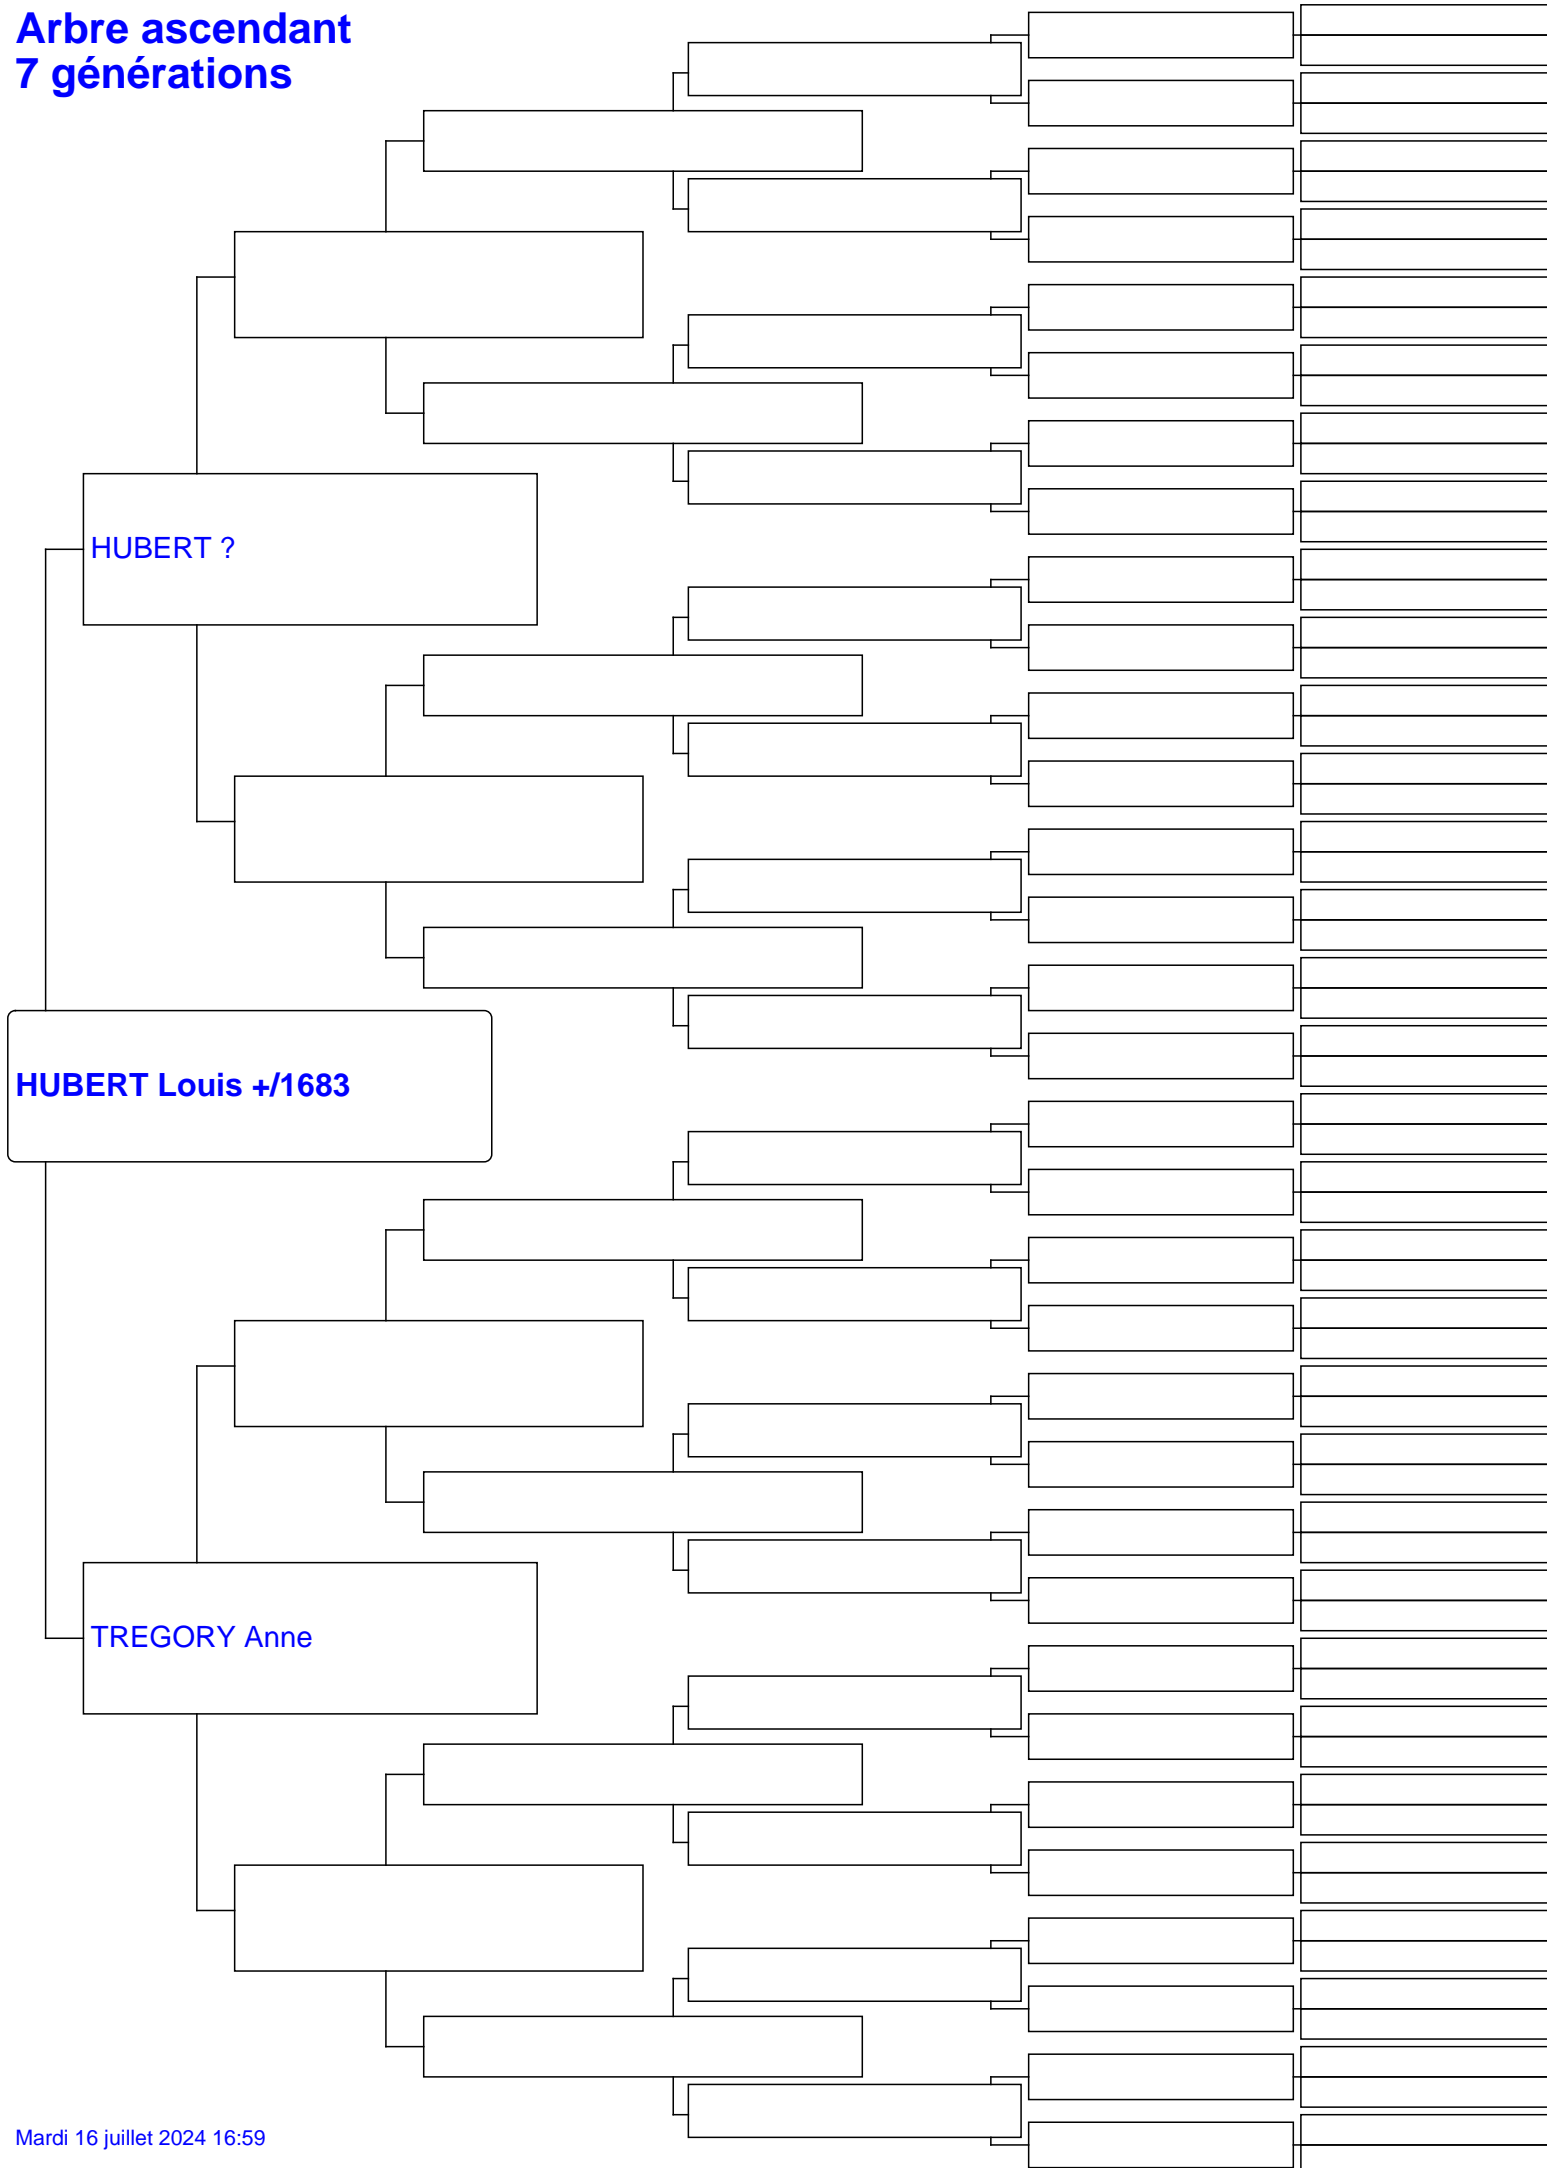 Arbre ascendant
7 générations
HUBERT ?
HUBERT Louis +/1683
TREGORY Anne
Mardi 16 juillet 2024 16:59